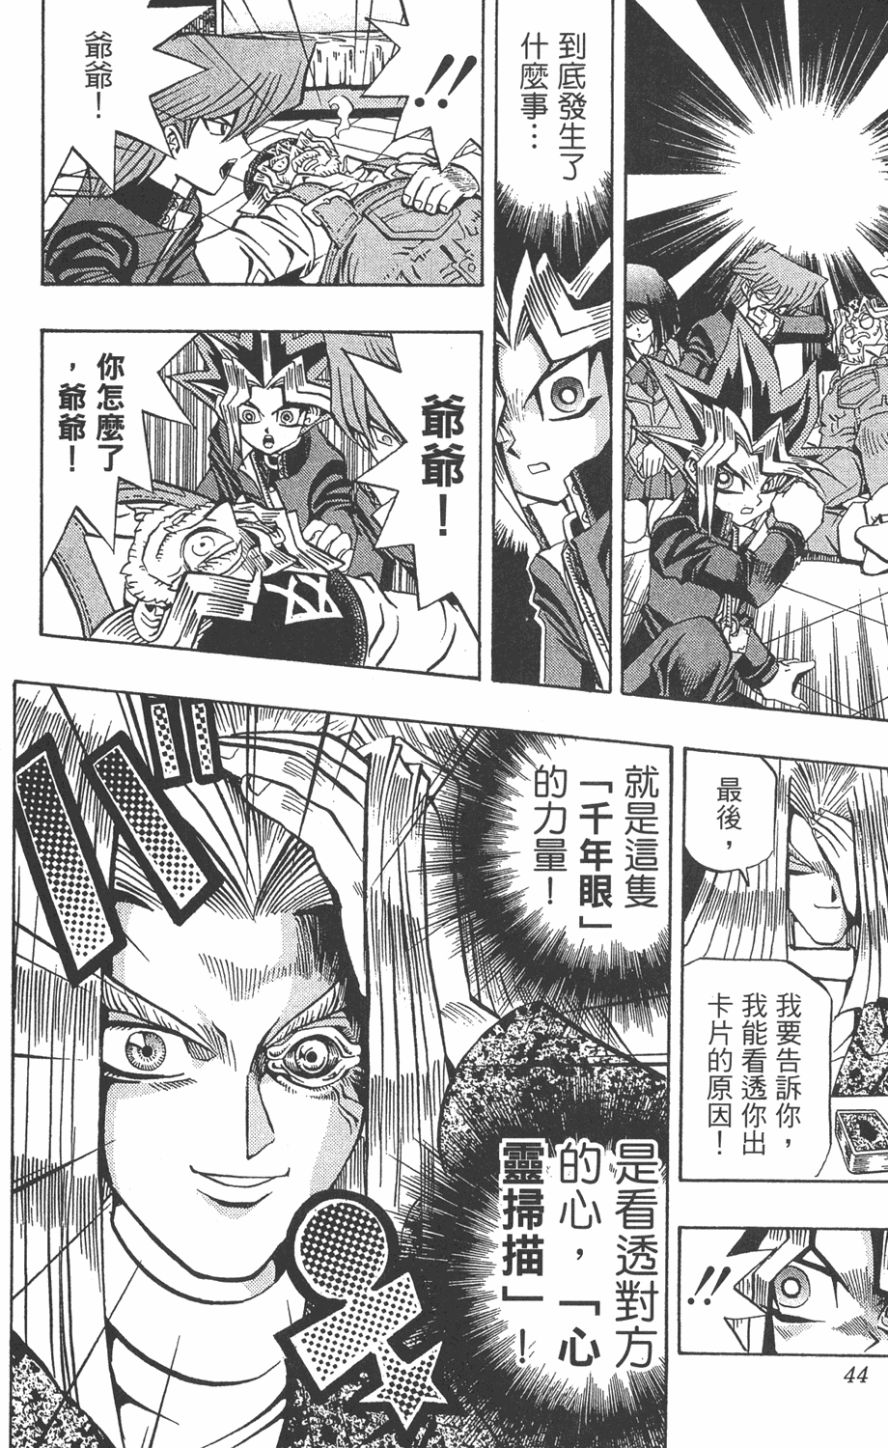 到底發生了
什麼事…
!!
爺爺！
爺爺！
你怎麼了
，爺爺！
最後，
我要告訴你，
我能看透你出
卡片的原因！
!!
就是這隻
「千年眼」
的力量！
是看透對方
的心，「心
靈掃描」！
44